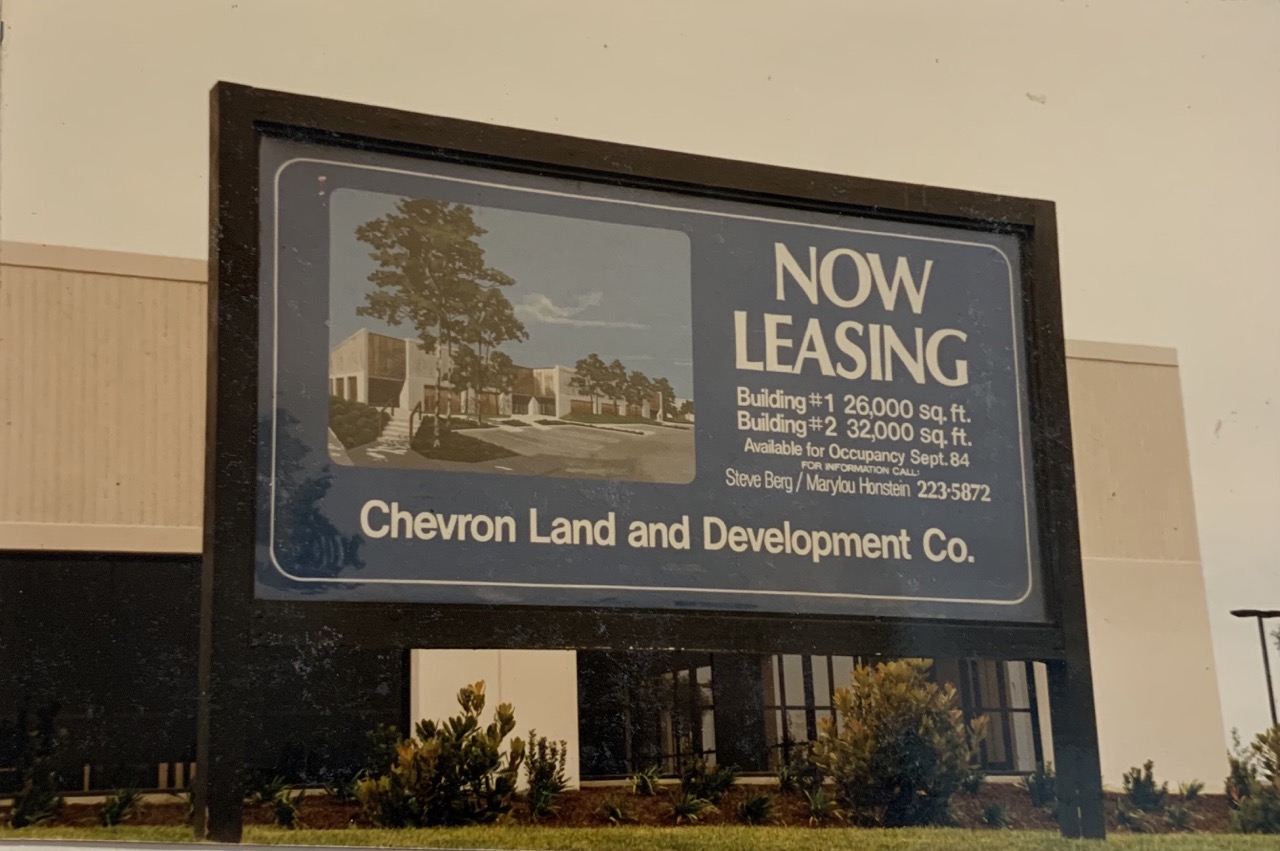 NOW
LEASING
Building #1 26,000 sq. ft.
Building #2 32,000 sq. ft.
Available for Occupancy Sept. 84
FOR INFORMATION CALL:
Steve Berg / Marylou Honstein 223-5872
Chevron Land and Development Co.